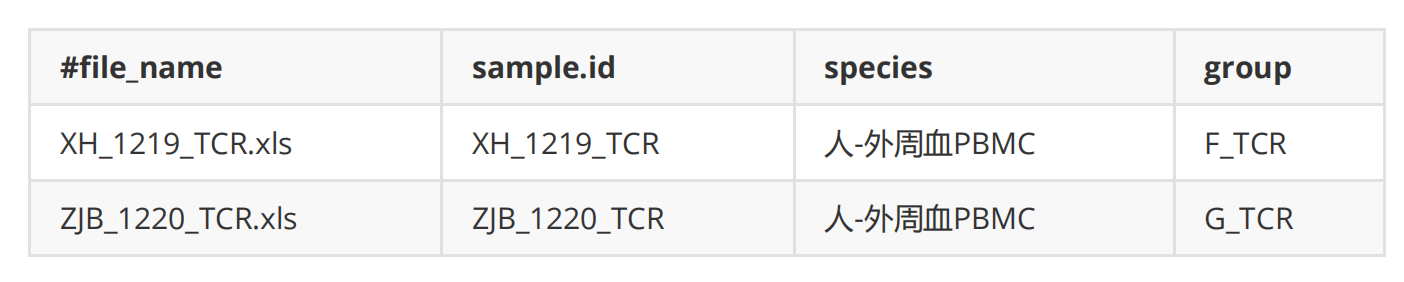 #file_name sample.id species group
XH_1219_TCR.xls XH_1219_TCR 人-外周血PBMC F_TCR
ZJB_1220_TCR.xls ZJB_1220_TCR 人-外周血PBMC G_TCR